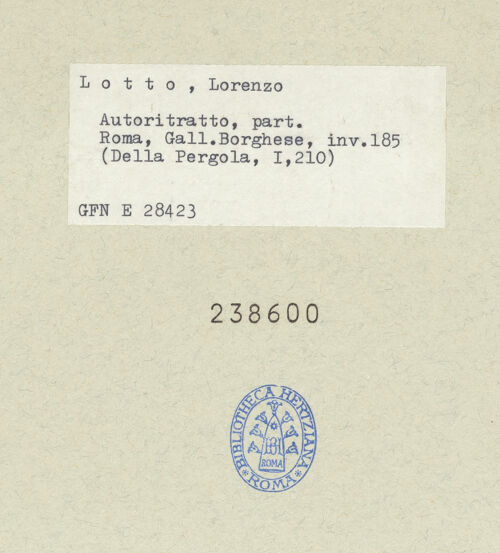 L o t t o , Lorenzo
Autoritratto, part.
Roma, Gall.Borghese, inv.185
(Della Pergola, I,210)
GFN E 28423
238600
BIBLIOTHECA HERTZIANA
ROMA
* ROMA *